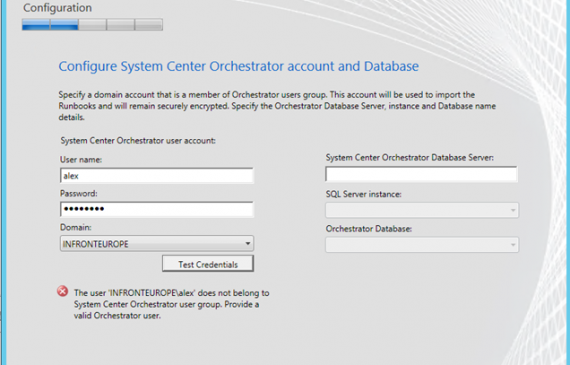 Configuration
Configure System Center Orchestrator account and Database
Specify a domain account that is a member of Orchestrator users group. This account will be used to import the
Runbooks and will remain securely encrypted. Specify the Orchestrator Database Server, instance and Database name
details.
System Center Orchestrator user account:
User name:
alex
Password:
••••••••
Domain:
INFRONTEUROPE
Test Credentials
The user 'INFRONTEUROPE\alex' does not belong to
System Center Orchestrator user group. Provide a
valid Orchestrator user.
System Center Orchestrator Database Server:
SQL Server instance:
Orchestrator Database: